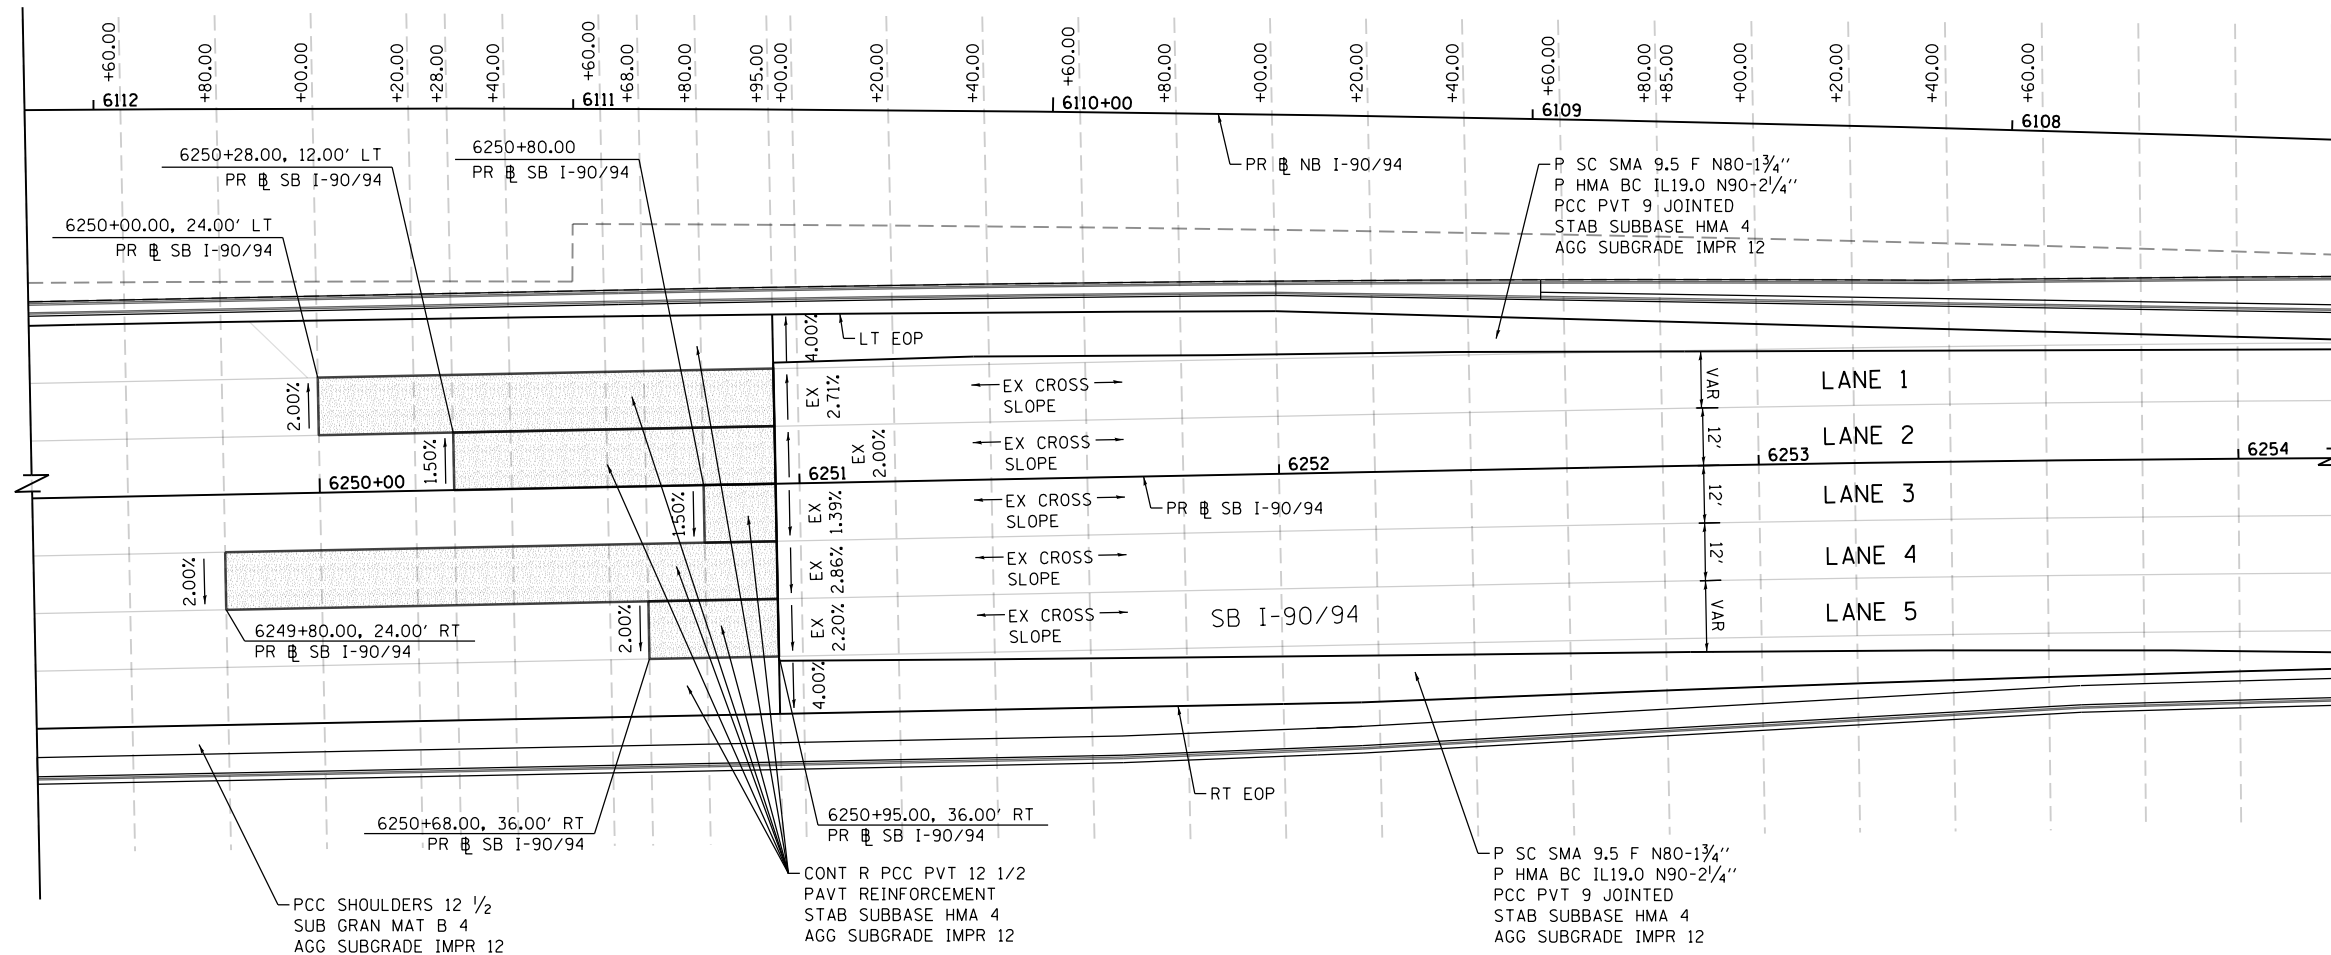 +60.00
+80.00
+00.00
+20.00
+28.00
+40.00
+60.00
+68.00
+80.00
+95.00
+00.00
+20.00
+40.00
+60.00
+80.00
+00.00
+20.00
+40.00
+60.00
+80.00
+85.00
+00.00
+20.00
+40.00
+60.00
6112
6111
6110+00
6109
6108
6250+28.00, 12.00' LT
PR BL SB I-90/94
6250+80.00
PR BL SB I-90/94
PR BL NB I-90/94
P SC SMA 9.5 F N80-1¾''
P HMA BC IL19.0 N90-2¼''
PCC PVT 9 JOINTED
STAB SUBBASE HMA 4
AGG SUBGRADE IMPR 12
6250+00.00, 24.00' LT
PR BL SB I-90/94
4.00%
LT EOP
2.00%
EX
2.71%
EX CROSS
SLOPE
VAR
LANE 1
1.50%
EX
2.00%
EX CROSS
SLOPE
12'
LANE 2
6250+00
6251
6252
6253
6254
1.50%
EX
1.39%
EX CROSS
SLOPE
PR BL SB I-90/94
12'
LANE 3
2.00%
EX
2.86%
EX CROSS
SLOPE
12'
LANE 4
2.00%
EX
2.20%
EX CROSS
SLOPE
SB I-90/94
VAR
LANE 5
6249+80.00, 24.00' RT
PR BL SB I-90/94
4.00%
RT EOP
6250+68.00, 36.00' RT
PR BL SB I-90/94
6250+95.00, 36.00' RT
PR BL SB I-90/94
PCC SHOULDERS 12 ½
SUB GRAN MAT B 4
AGG SUBGRADE IMPR 12
CONT R PCC PVT 12 1/2
PAVT REINFORCEMENT
STAB SUBBASE HMA 4
AGG SUBGRADE IMPR 12
P SC SMA 9.5 F N80-1¾''
P HMA BC IL19.0 N90-2¼''
PCC PVT 9 JOINTED
STAB SUBBASE HMA 4
AGG SUBGRADE IMPR 12